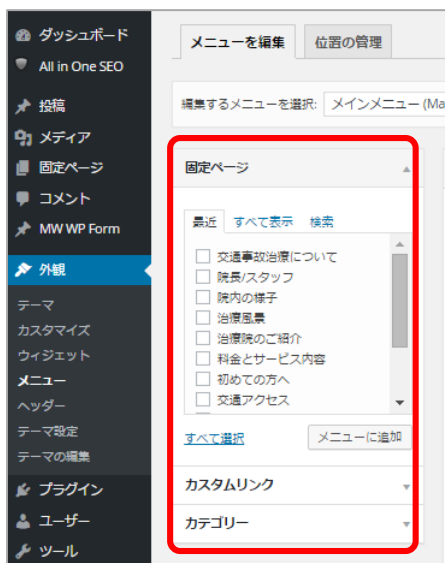 ダッシュボード
All in One SEO
投稿
メディア
固定ページ
コメント
MW WP Form
外観
テーマ
カスタマイズ
ウィジェット
メニュー
ヘッダー
テーマ設定
テーマの編集
プラグイン
ユーザー
ツール
メニューを編集 位置の管理
編集するメニューを選択: メインメニュー (Ma
固定ページ
最近 すべて表示 検索
交通事故治療について
院長/スタッフ
院内の様子
治療風景
治療院のご紹介
料金とサービス内容
初めての方へ
交通アクセス
すべて選択 メニューに追加
カスタムリンク
カテゴリー